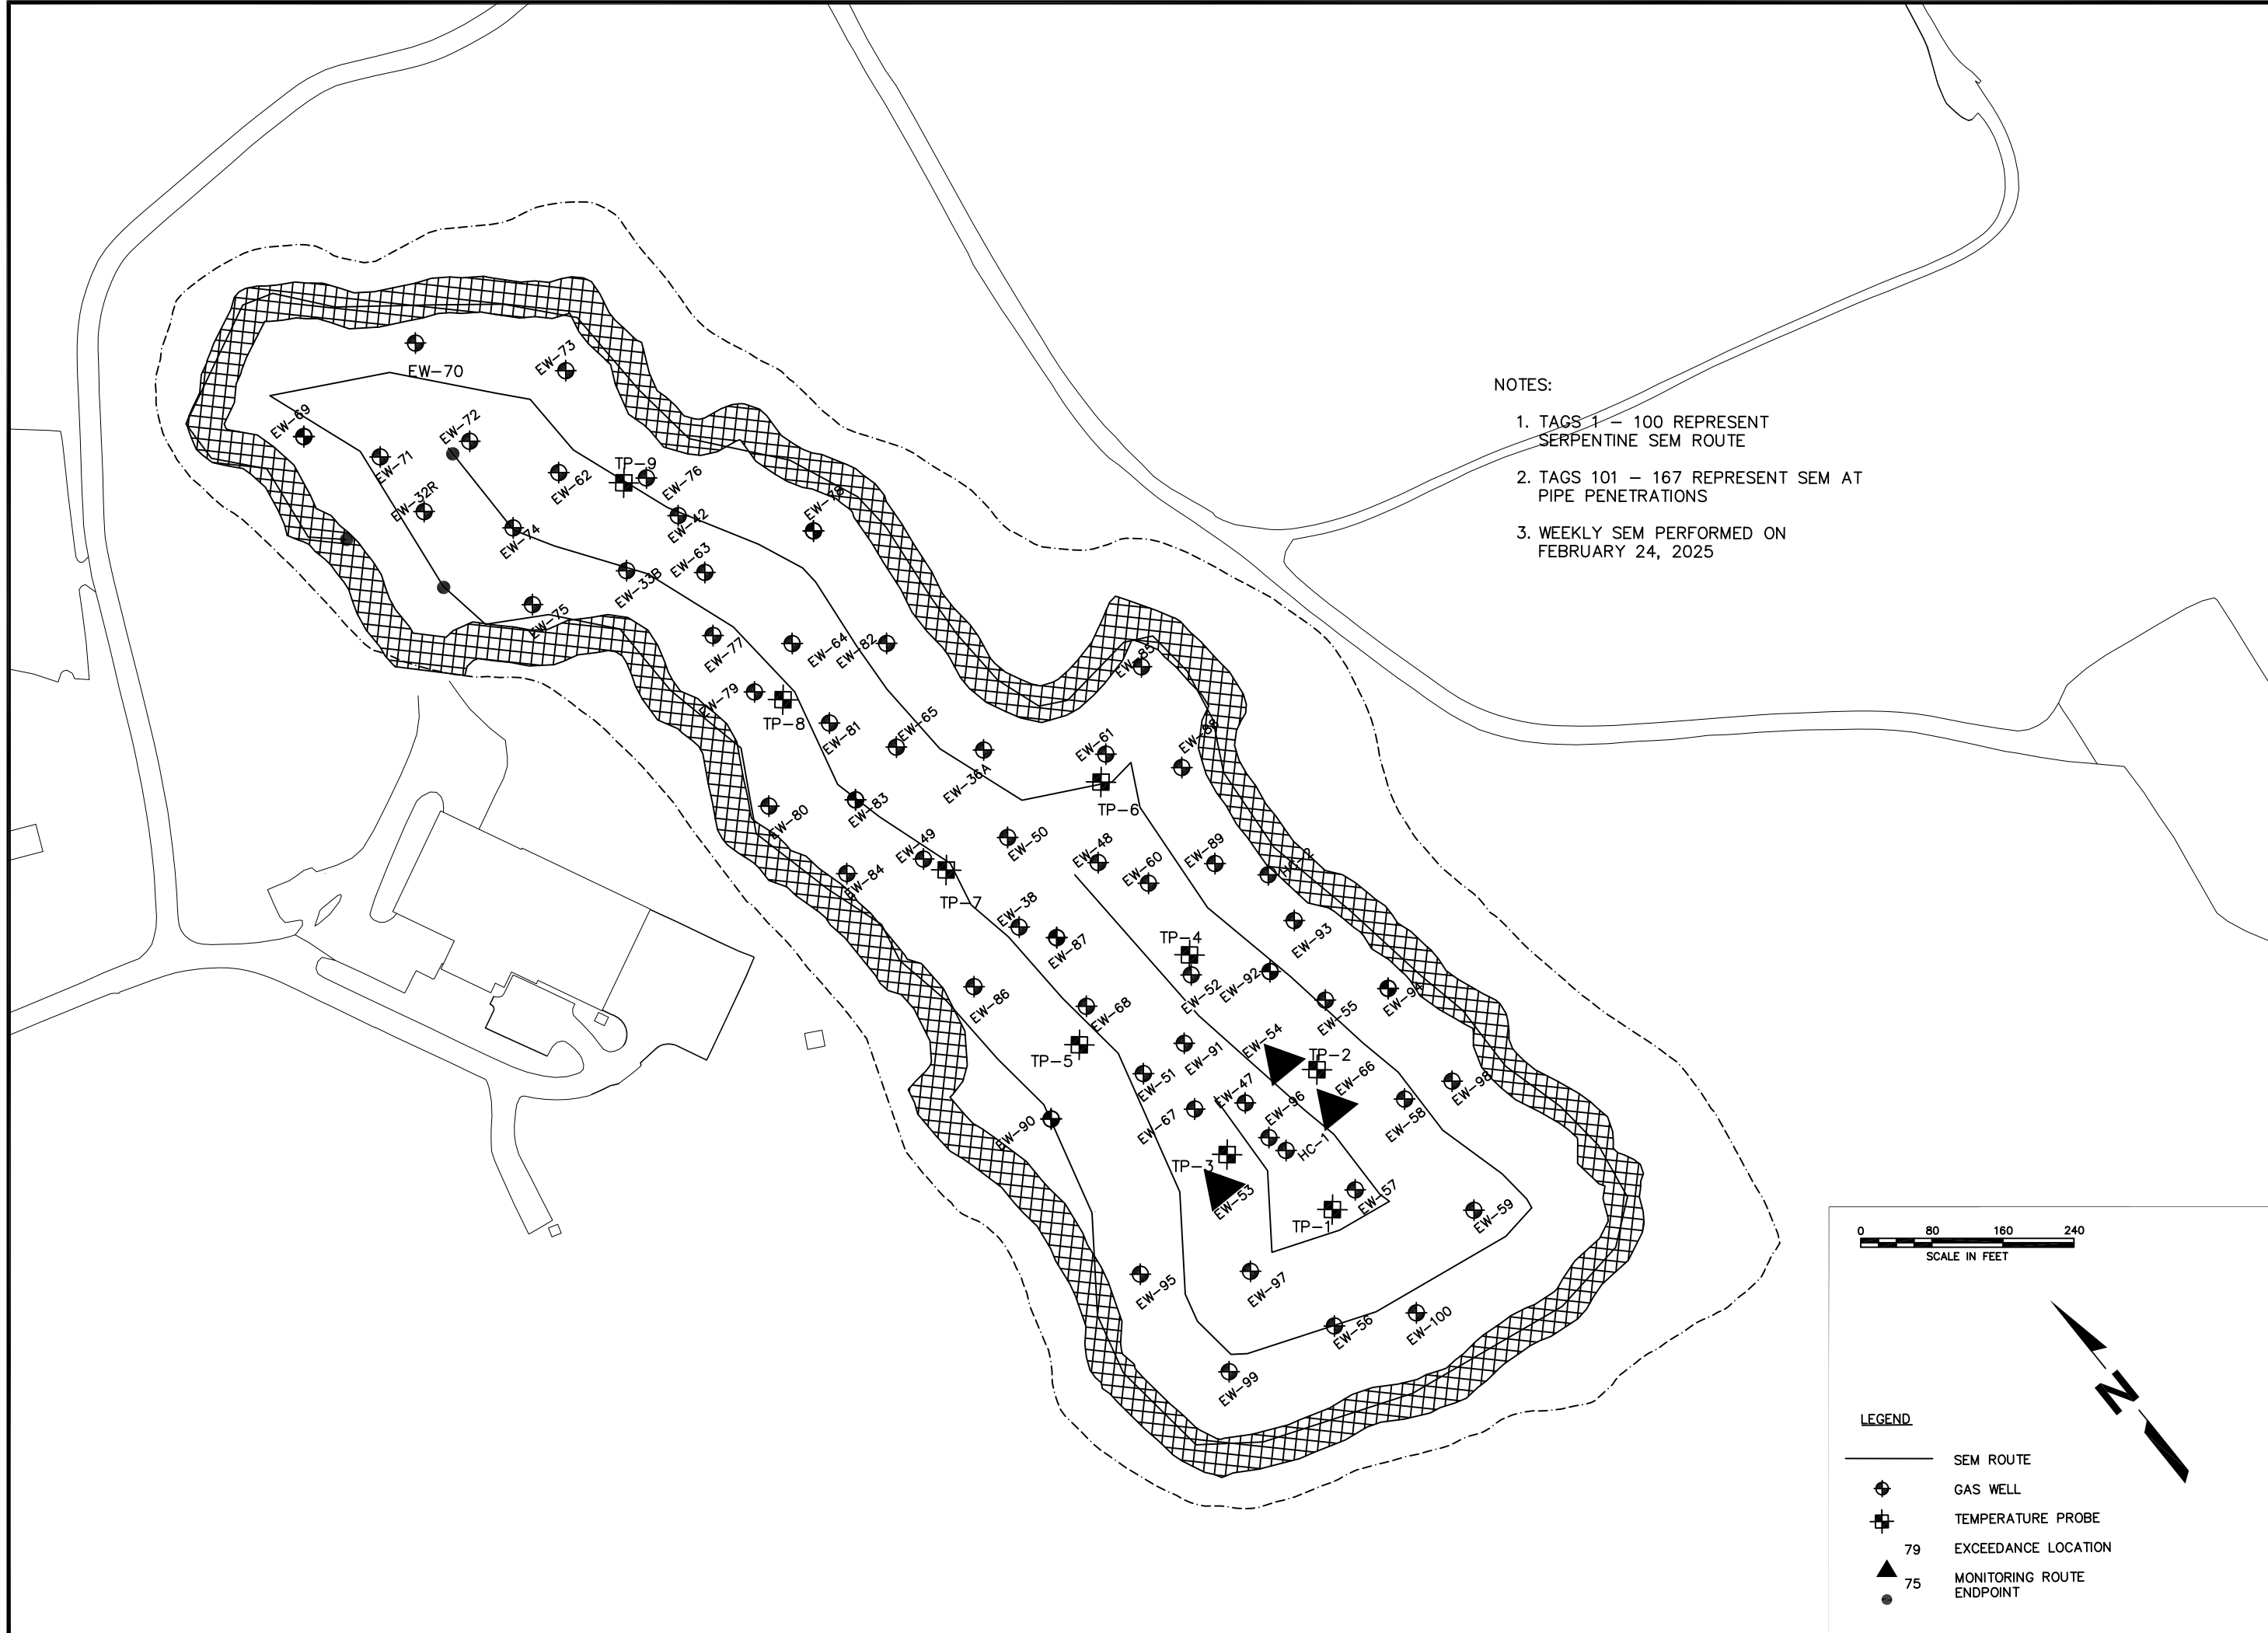 EW-73
EW-70
EW-69
EW-72
EW-71
TP-9
EW-76
EW-62
EW-32R
EW-78
EW-42
EW-74
EW-63
EW-33B
EW-75
EW-64
EW-82
EW-77
EW-85
EW-79
TP-8
EW-65
EW-81
EW-88
EW-61
EW-36A
TP-6
EW-83
EW-80
EW-49
EW-50
EW-48
EW-60
EW-89
HC-2
EW-84
TP-7
EW-38
EW-87
TP-4
EW-93
EW-52
EW-92
EW-94
EW-86
EW-68
EW-55
TP-5
EW-54
TP-2
EW-91
EW-66
EW-51
EW-47
EW-98
EW-96
EW-58
EW-67
EW-90
HC-1
TP-3
EW-53
EW-57
TP-1
EW-59
EW-95
EW-97
EW-56
EW-100
EW-99
NOTES:
1. TAGS 1 - 100 REPRESENT
SERPENTINE SEM ROUTE
2. TAGS 101 - 167 REPRESENT SEM AT
PIPE PENETRATIONS
3. WEEKLY SEM PERFORMED ON
FEBRUARY 24, 2025
0 80 160 240
SCALE IN FEET
N
LEGEND
SEM ROUTE
GAS WELL
TEMPERATURE PROBE
79 EXCEEDANCE LOCATION
75 MONITORING ROUTE
ENDPOINT